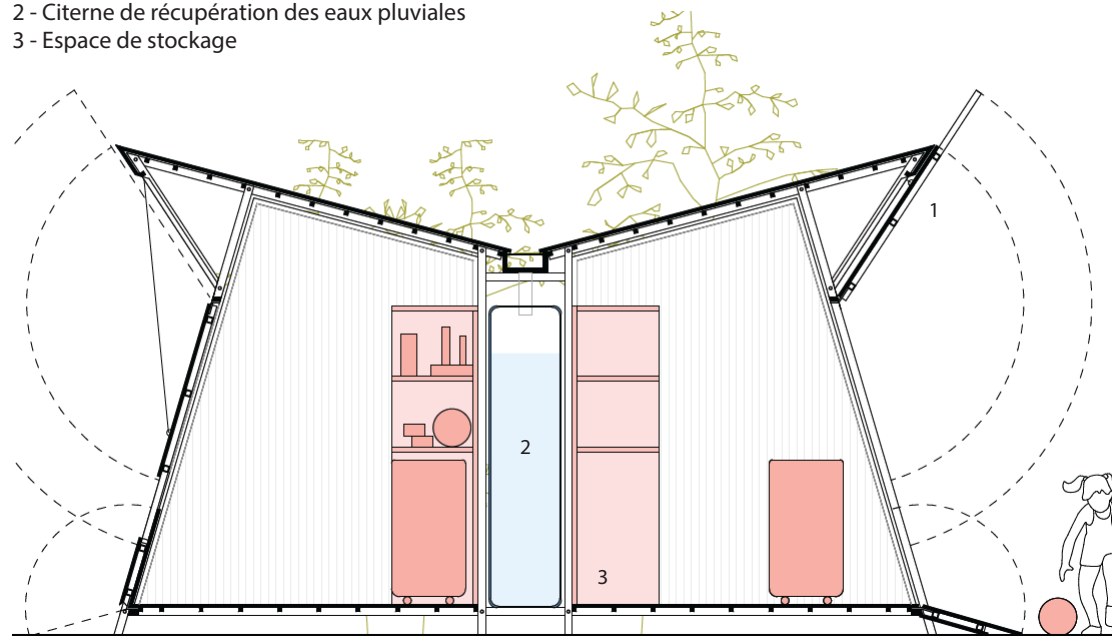 2 - Citerne de récupération des eaux pluviales
3 - Espace de stockage
1
2
3